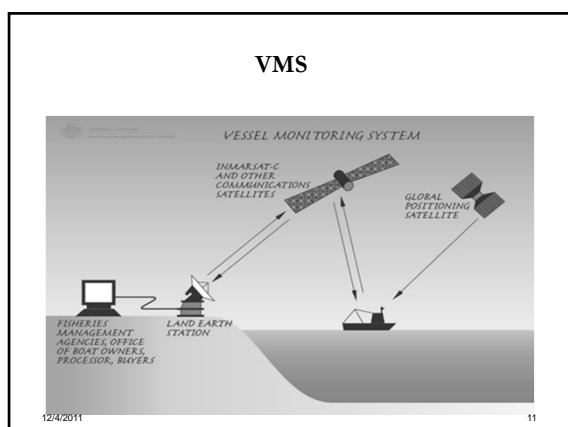 VMS
VESSEL MONITORING SYSTEM
INMARSAT-C
AND OTHER
COMMUNICATIONS
SATELLITES
GLOBAL
POSITIONING
SATELLITE
FISHERIES
MANAGEMENT
AGENCIES, OFFICE
OF BOAT OWNERS,
PROCESSOR, BUYERS
LAND EARTH
STATION
12/4/2011
11